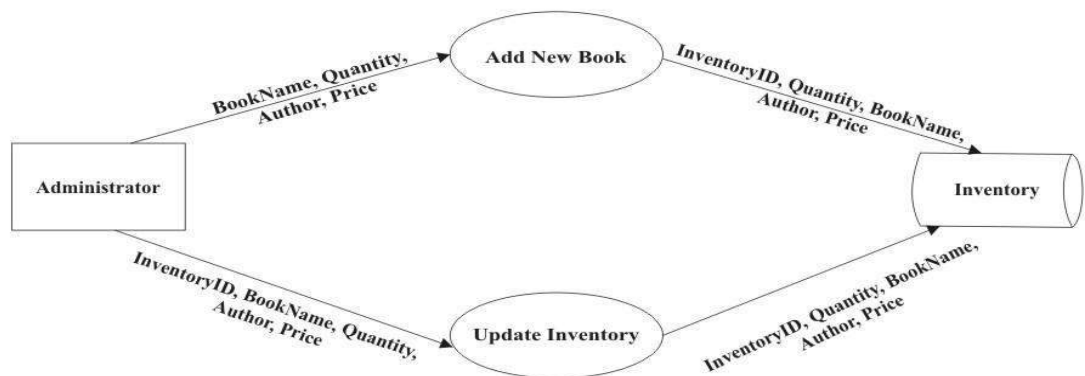 Add New Book
BookName, Quantity,
Author, Price
InventoryID, Quantity, BookName,
Author, Price
Administrator
Inventory
InventoryID, BookName, Quantity,
Author, Price
Update Inventory
InventoryID, Quantity, BookName,
Author, Price